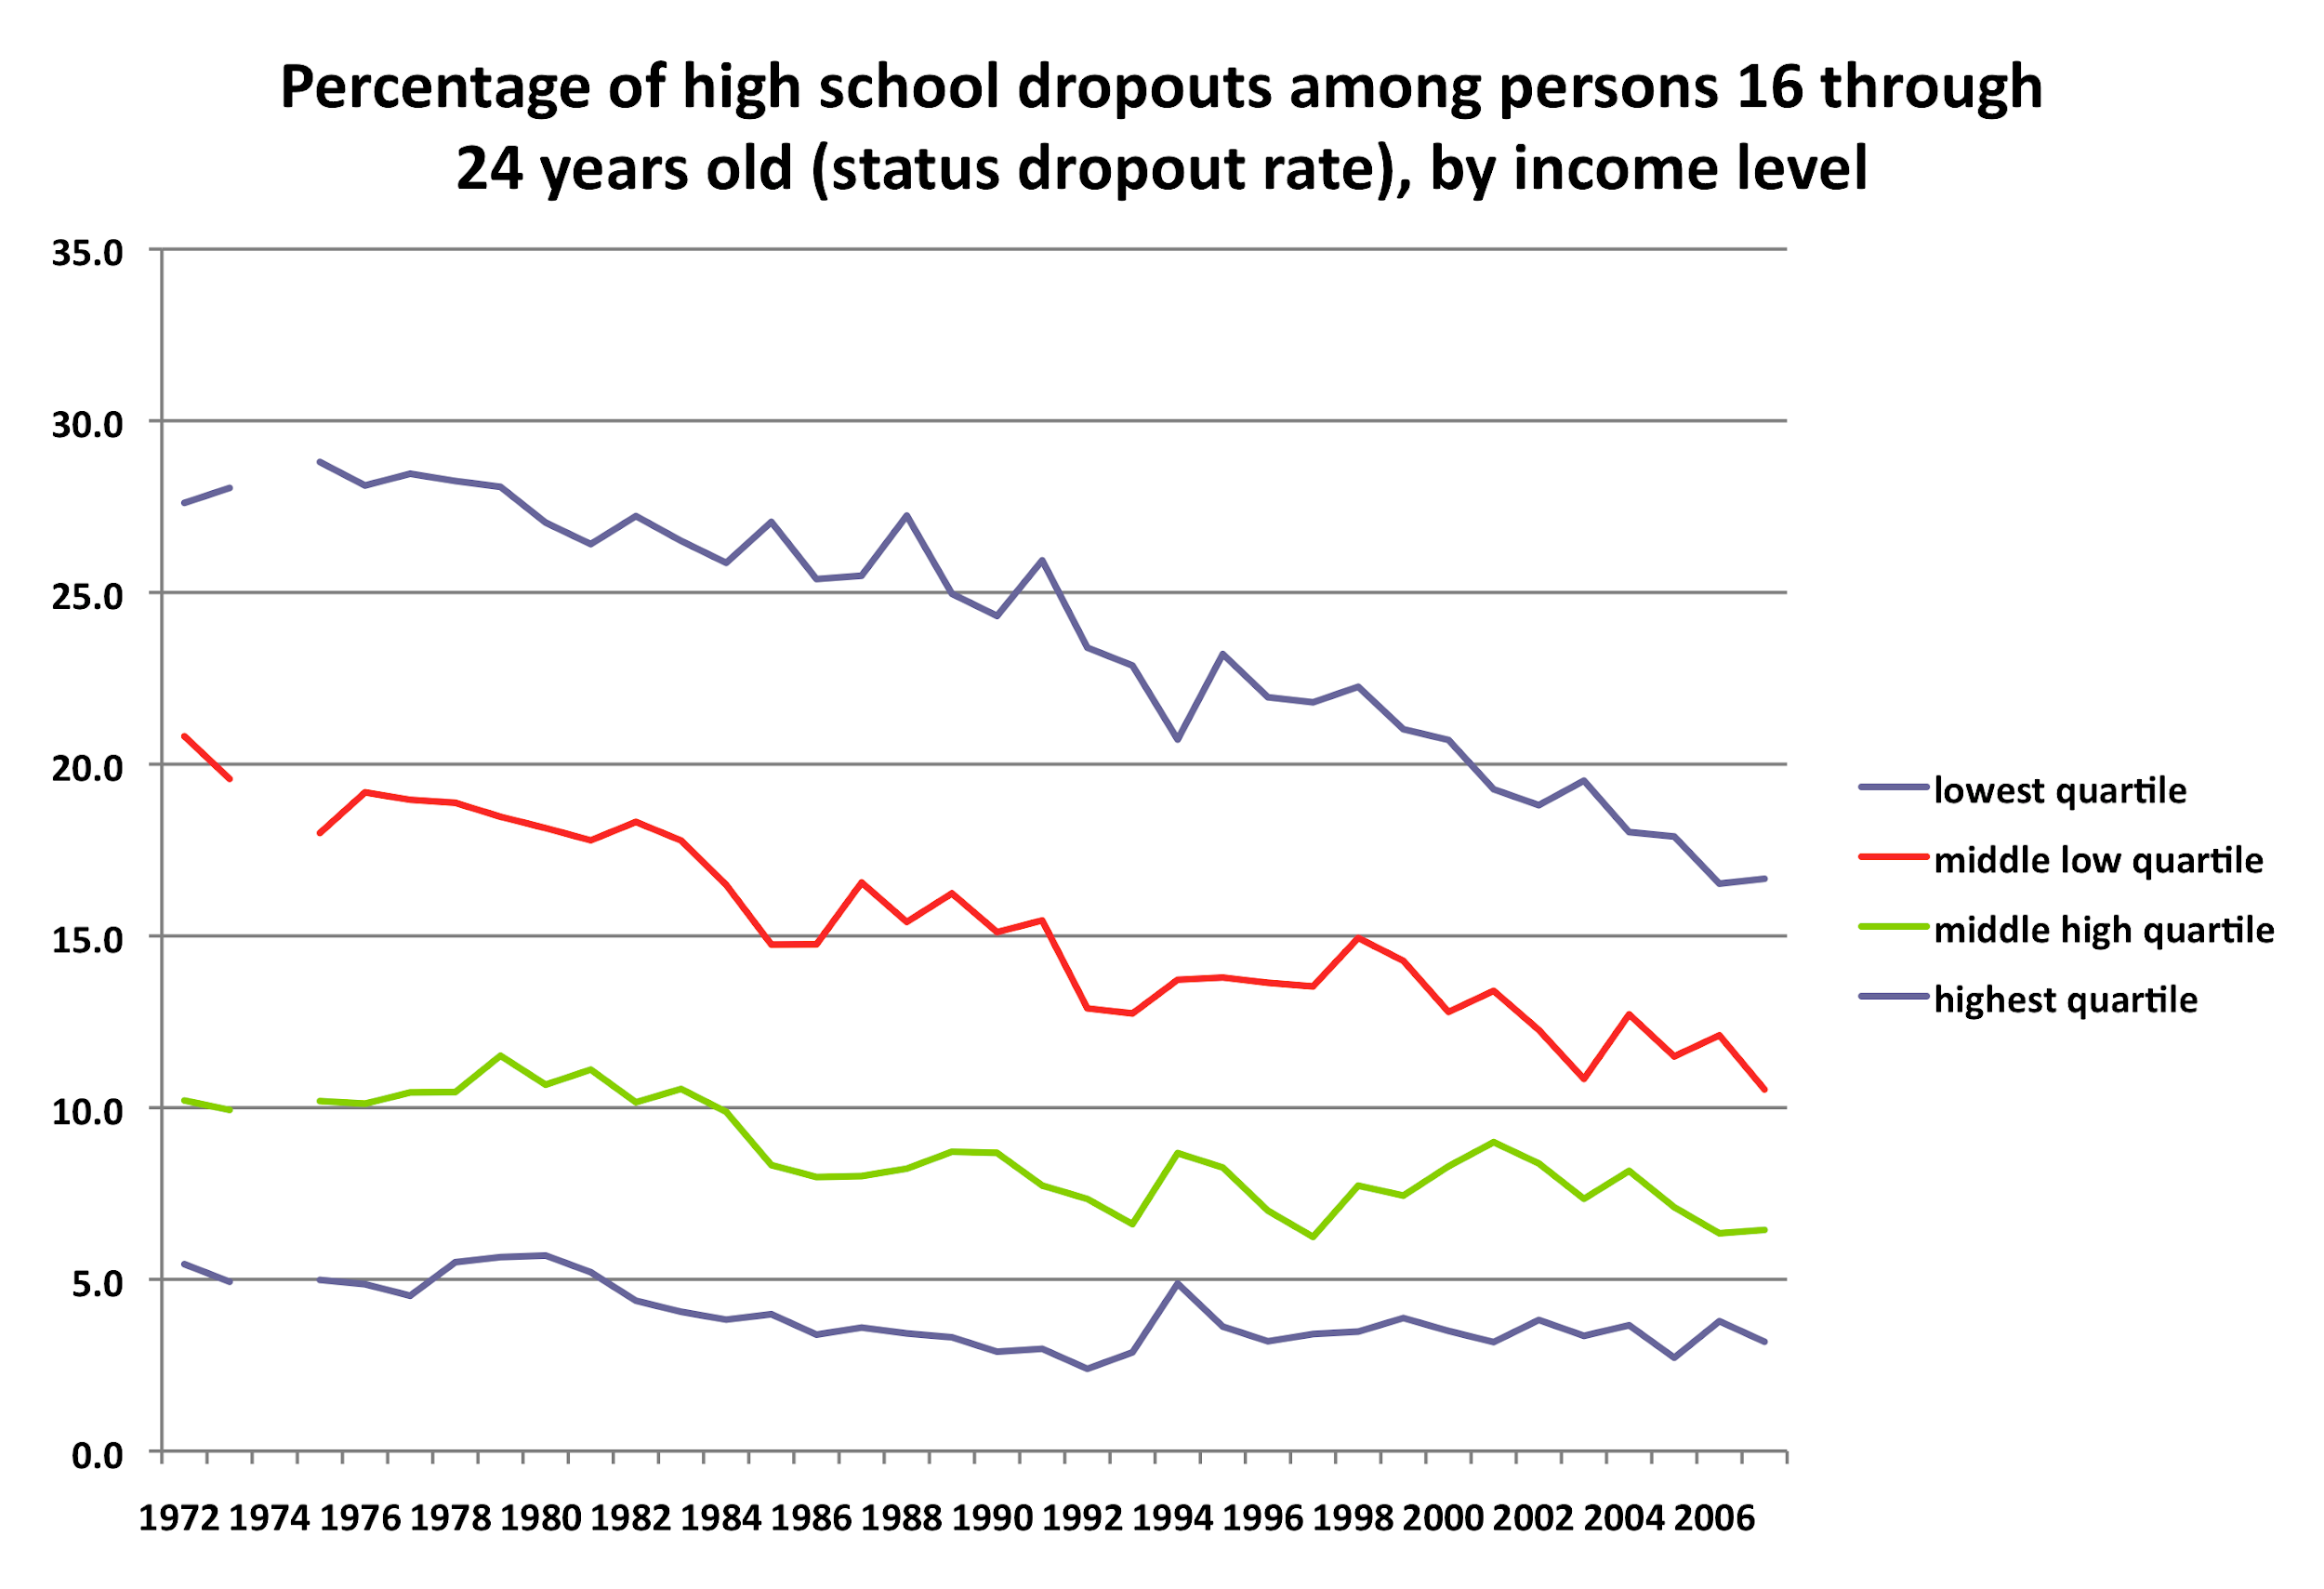 Percentage of high school dropouts among persons 16 through
24 years old (status dropout rate), by income level
35.0
30.0
25.0
20.0
15.0
10.0
5.0
0.0
1972 1974 1976 1978 1980 1982 1984 1986 1988 1990 1992 1994 1996 1998 2000 2002 2004 2006
lowest quartile
middle low quartile
middle high quartile
highest quartile